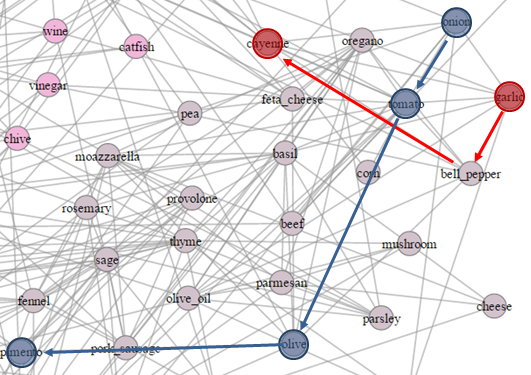 onion
wine
cayenne
oregano
catfish
vinegar
garlic
feta_cheese
tomato
pea
chive
moazzarella
basil
corn
bell_pepper
provolone
rosemary
beef
thyme
mushroom
sage
parmesan
fennel
olive_oil
cheese
parsley
pimento
pork_sausage
olive